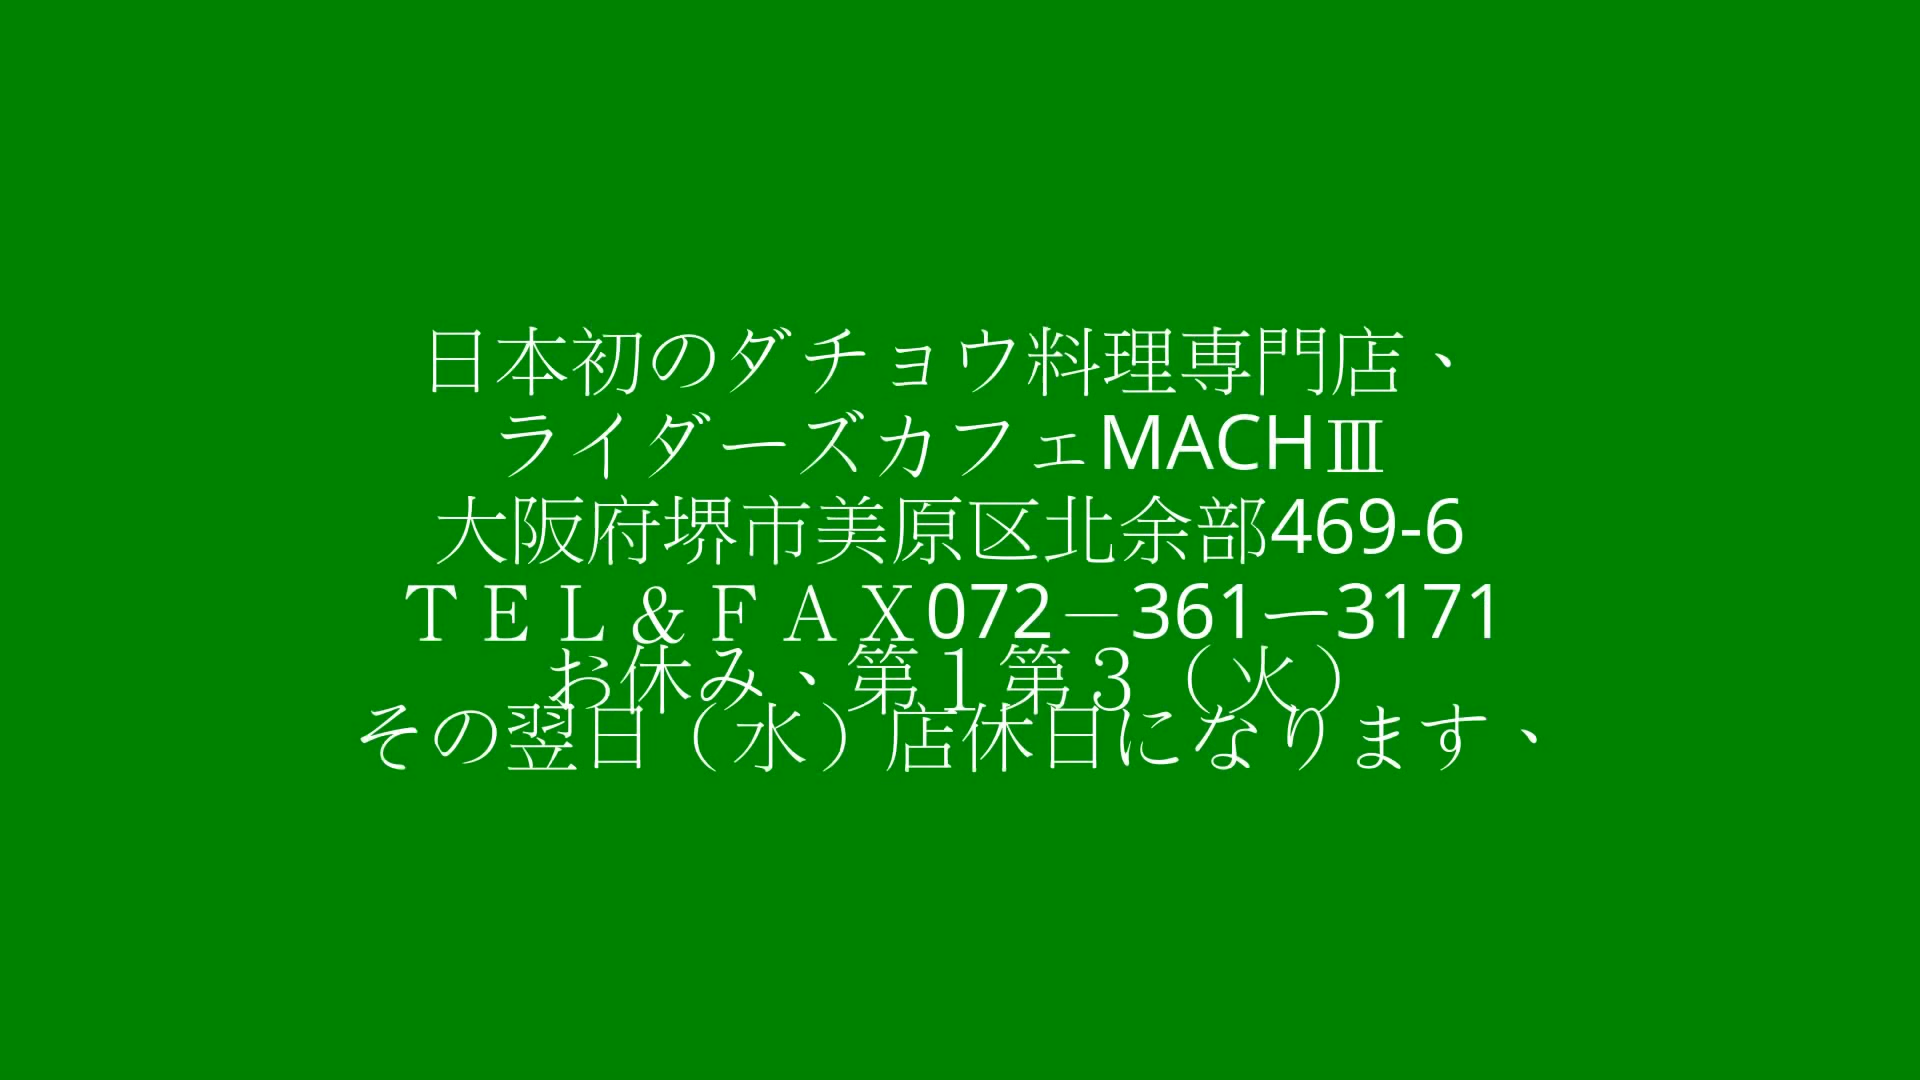 日本初のダチョウ料理専門店、
ライダーズカフェMACHⅢ
大阪府堺市美原区北余部469-6
ＴＥＬ＆ＦＡＸ072－361ー3171
お休み、第１第３（火）
その翌日（水）店休日になります、